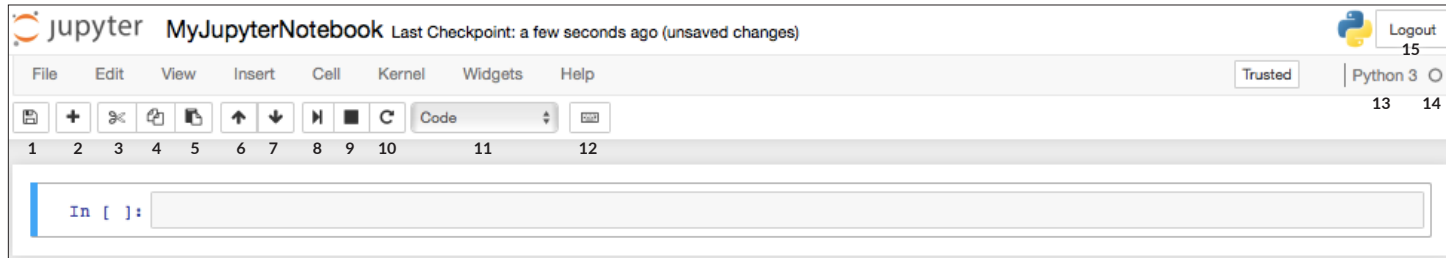 jupyter MyJupyterNotebook Last Checkpoint: a few seconds ago (unsaved changes) Logout
15
File Edit View Insert Cell Kernel Widgets Help Trusted Python 3
13 14
Code
1 2 3 4 5 6 7 8 9 10 11 12
In [ ]: